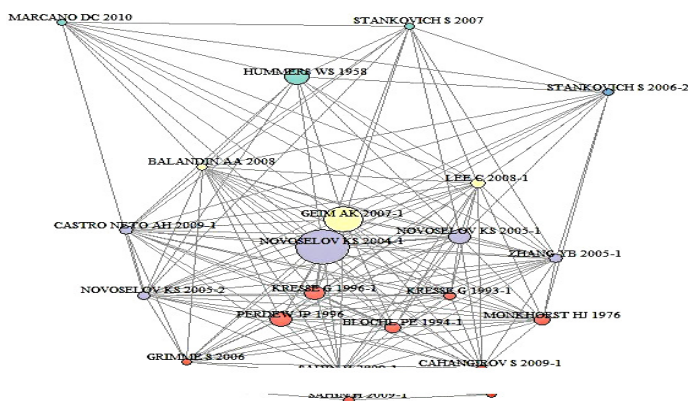 MARCANO DC 2010
STANKOVICH S 2007
HUMMERS WS 1958
STANKOVICH S 2006-2
BALANDIN AA 2008
LEE C 2008-1
GEIM AK 2007-1
CASTRO NETO AH 2009-1
NOVOSELOV KS 2005-1
NOVOSELOV KS 2004-1
ZHANG YB 2005-1
NOVOSELOV KS 2005-2
KRESSE G 1996-1
KRESSE G 1993-1
PERDEW JP 1996
BLOCHL PE 1994-1
MONKHORST HJ 1976
GRIMME S 2006
CAHANGIROV S 2009-1
SAHIN H 2009-1